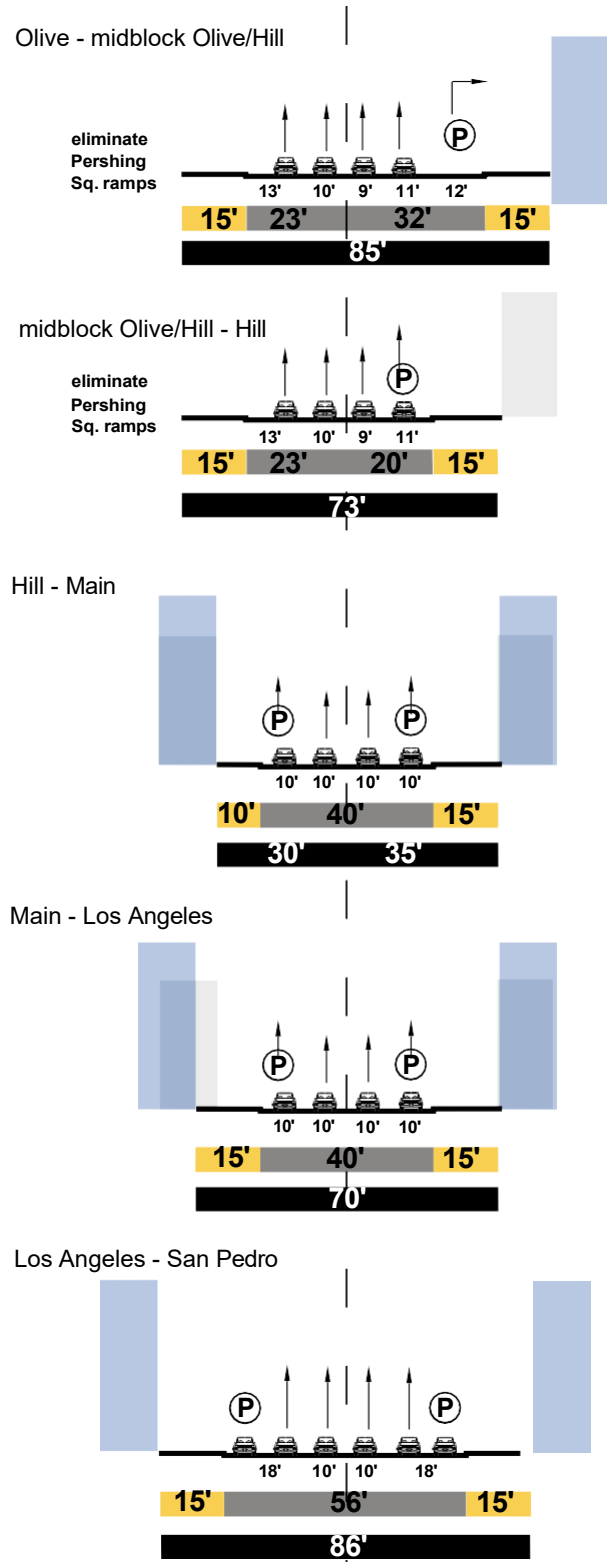 Olive - midblock Olive/Hill
P
eliminate
Pershing
Sq. ramps
13' 10' 9' 11' 12'
15' 23' 32' 15'
85'
midblock Olive/Hill - Hill
P
eliminate
Pershing
Sq. ramps
13' 10' 9' 11'
15' 23' 20' 15'
73'
Hill - Main
P P
10' 10' 10' 10'
10' 40' 15'
30' 35'
Main - Los Angeles
P P
10' 10' 10' 10'
15' 40' 15'
70'
Los Angeles - San Pedro
P P
18' 10' 10' 18'
15' 56' 15'
86'